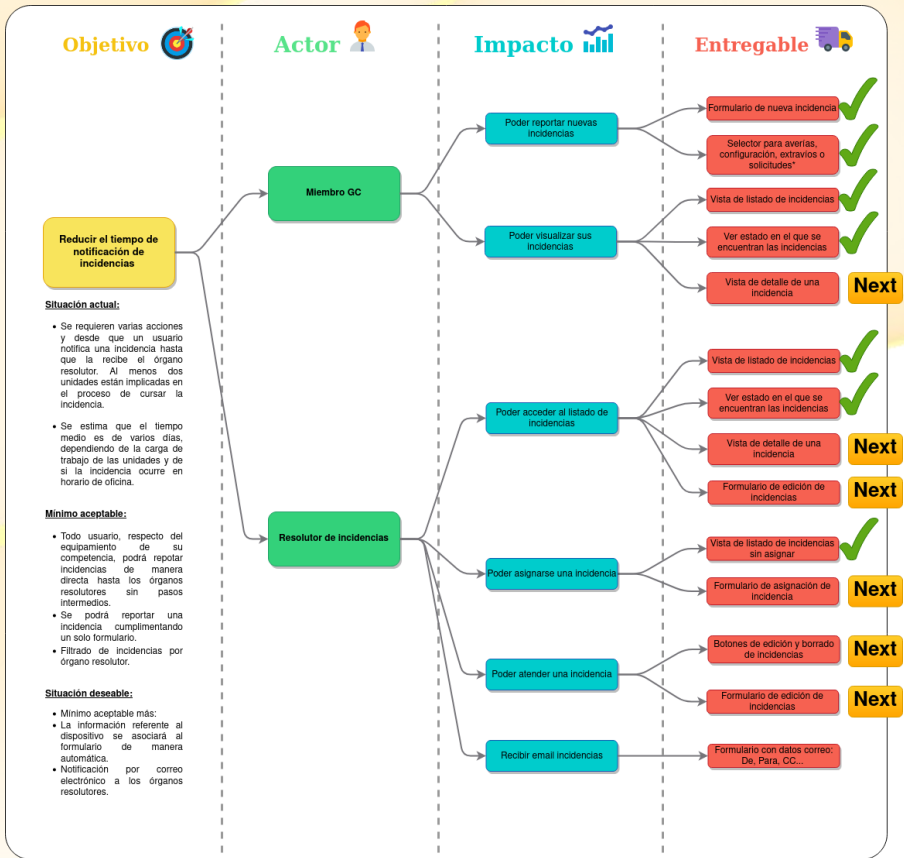 Objetivo
Actor
Impacto
Entregable
Reducir el tiempo de
notificación de
incidencias
Situación actual:
• Se requieren varias acciones
y desde que un usuario
notifica una incidencia hasta
que la recibe el órgano
resolutor. Al menos dos
unidades están implicadas en
el proceso de cursar la
incidencia.
• Se estima que el tiempo
medio es de varios días,
dependiendo de la carga de
trabajo de las unidades y de
si la incidencia ocurre en
horario de oficina.
Mínimo aceptable:
• Todo usuario, respecto del
equipamiento de su
competencia, podrá repotar
incidencias de manera
directa hasta los órganos
resolutores sin pasos
intermedios.
• Se podrá reportar una
incidencia cumplimentando
un solo formulario.
• Filtrado de incidencias por
órgano resolutor.
Situación deseable:
• Mínimo aceptable más:
• La información referente al
dispositivo se asociará al
formulario de manera
automática.
• Notificación por correo
electrónico a los órganos
resolutores.
Miembro GC
Resolutor de incidencias
Poder reportar nuevas
incidencias
Poder visualizar sus
incidencias
Poder acceder al listado de
incidencias
Poder asignarse una incidencia
Poder atender una incidencia
Recibir email incidencias
Formulario de nueva incidencia
Selector para averías,
configuración, extravíos o
solicitudes*
Vista de listado de incidencias
Ver estado en el que se
encuentran las incidencias
Vista de detalle de una
incidencia
Next
Vista de listado de incidencias
Ver estado en el que se
encuentran las incidencias
Vista de detalle de una
incidencia
Next
Formulario de edición de
incidencias
Next
Vista de listado de incidencias
sin asignar
Formulario de asignación de
incidencia
Next
Botones de edición y borrado
de incidencias
Next
Formulario de edición de
incidencias
Next
Formulario con datos correo:
De, Para, CC...